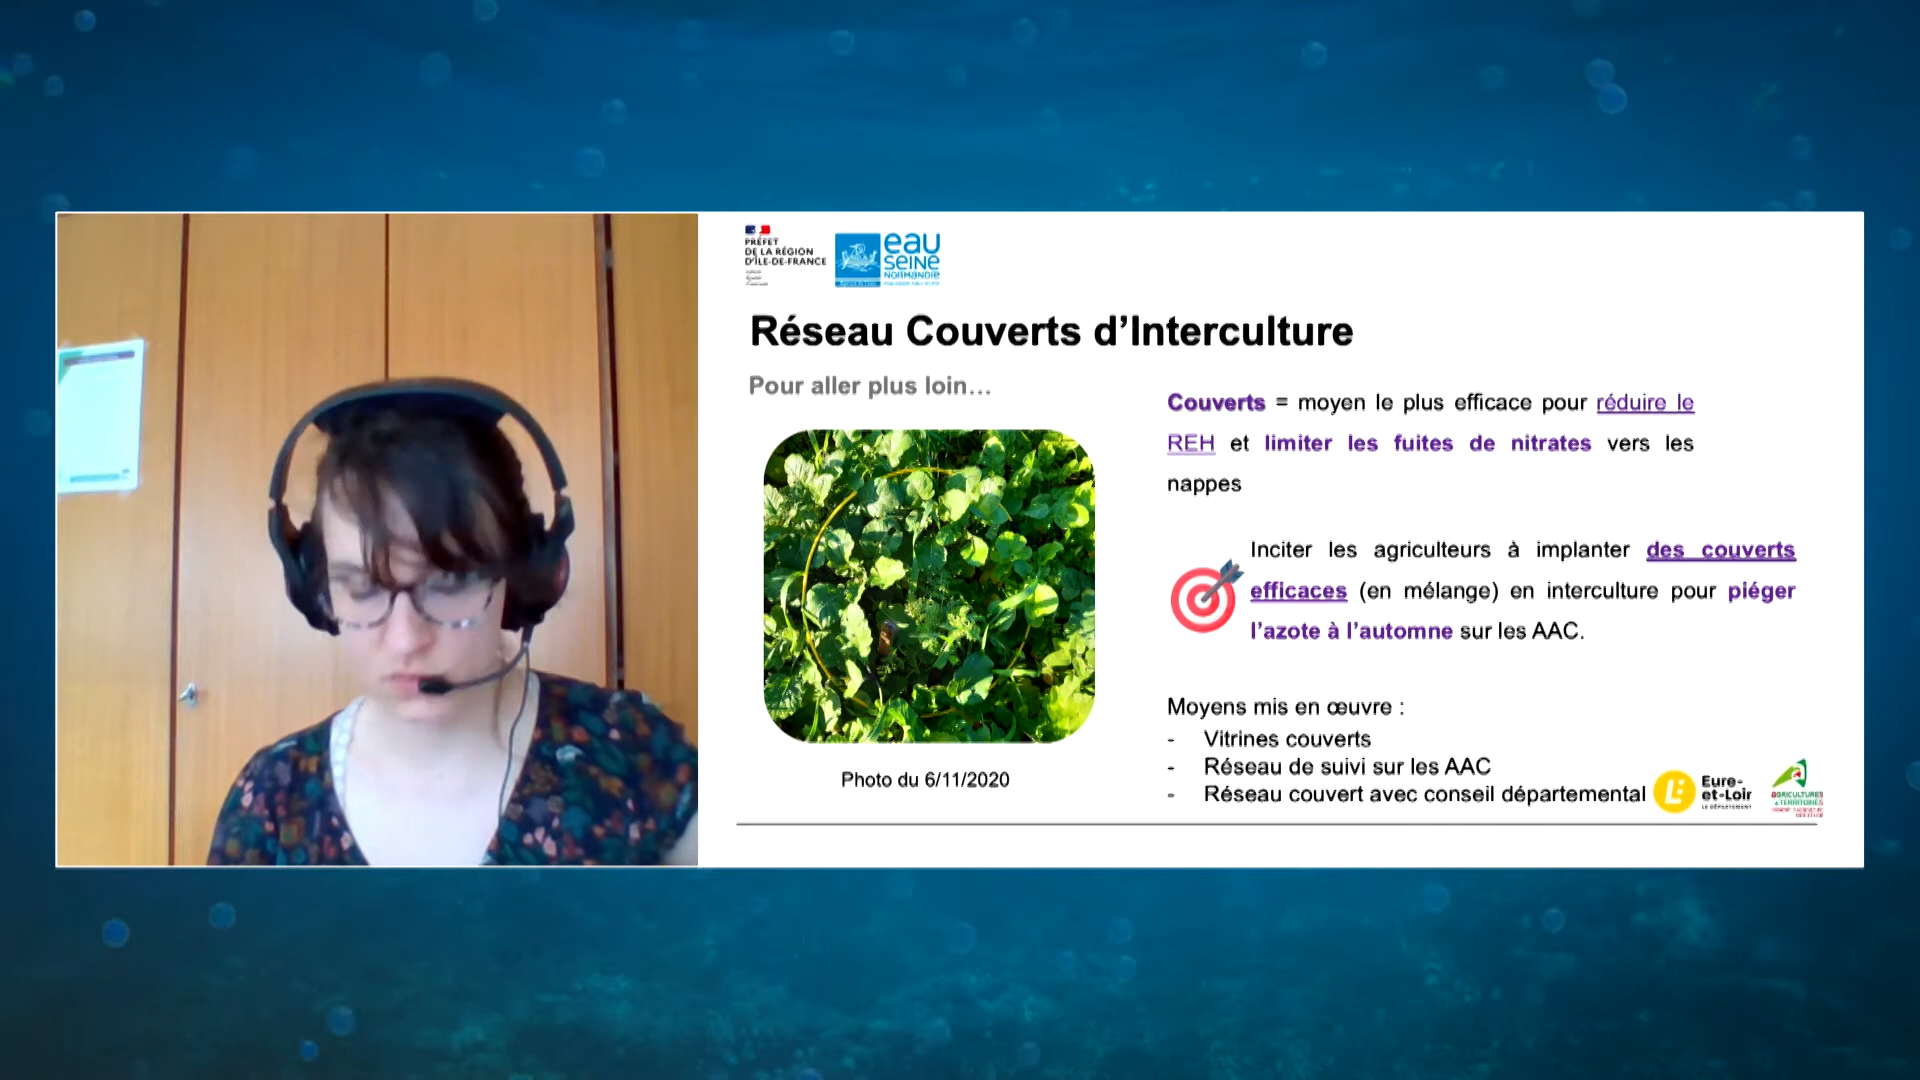 PRÉFET
DE LA RÉGION
D'ÎLE-DE-FRANCE
eau
SEINE
NORMANDIE
Réseau Couverts d’Interculture
Pour aller plus loin…
Couverts = moyen le plus efficace pour réduire le
REH et limiter les fuites de nitrates vers les
nappes
Inciter les agriculteurs à implanter des couverts
efficaces (en mélange) en interculture pour piéger
l’azote à l’automne sur les AAC.
Photo du 6/11/2020
Moyens mis en œuvre :
- Vitrines couverts
- Réseau de suivi sur les AAC
- Réseau couvert avec conseil départemental
Eure-
et-Loir
LE DÉPARTEMENT
AGRICULTURES
& TERRITOIRES